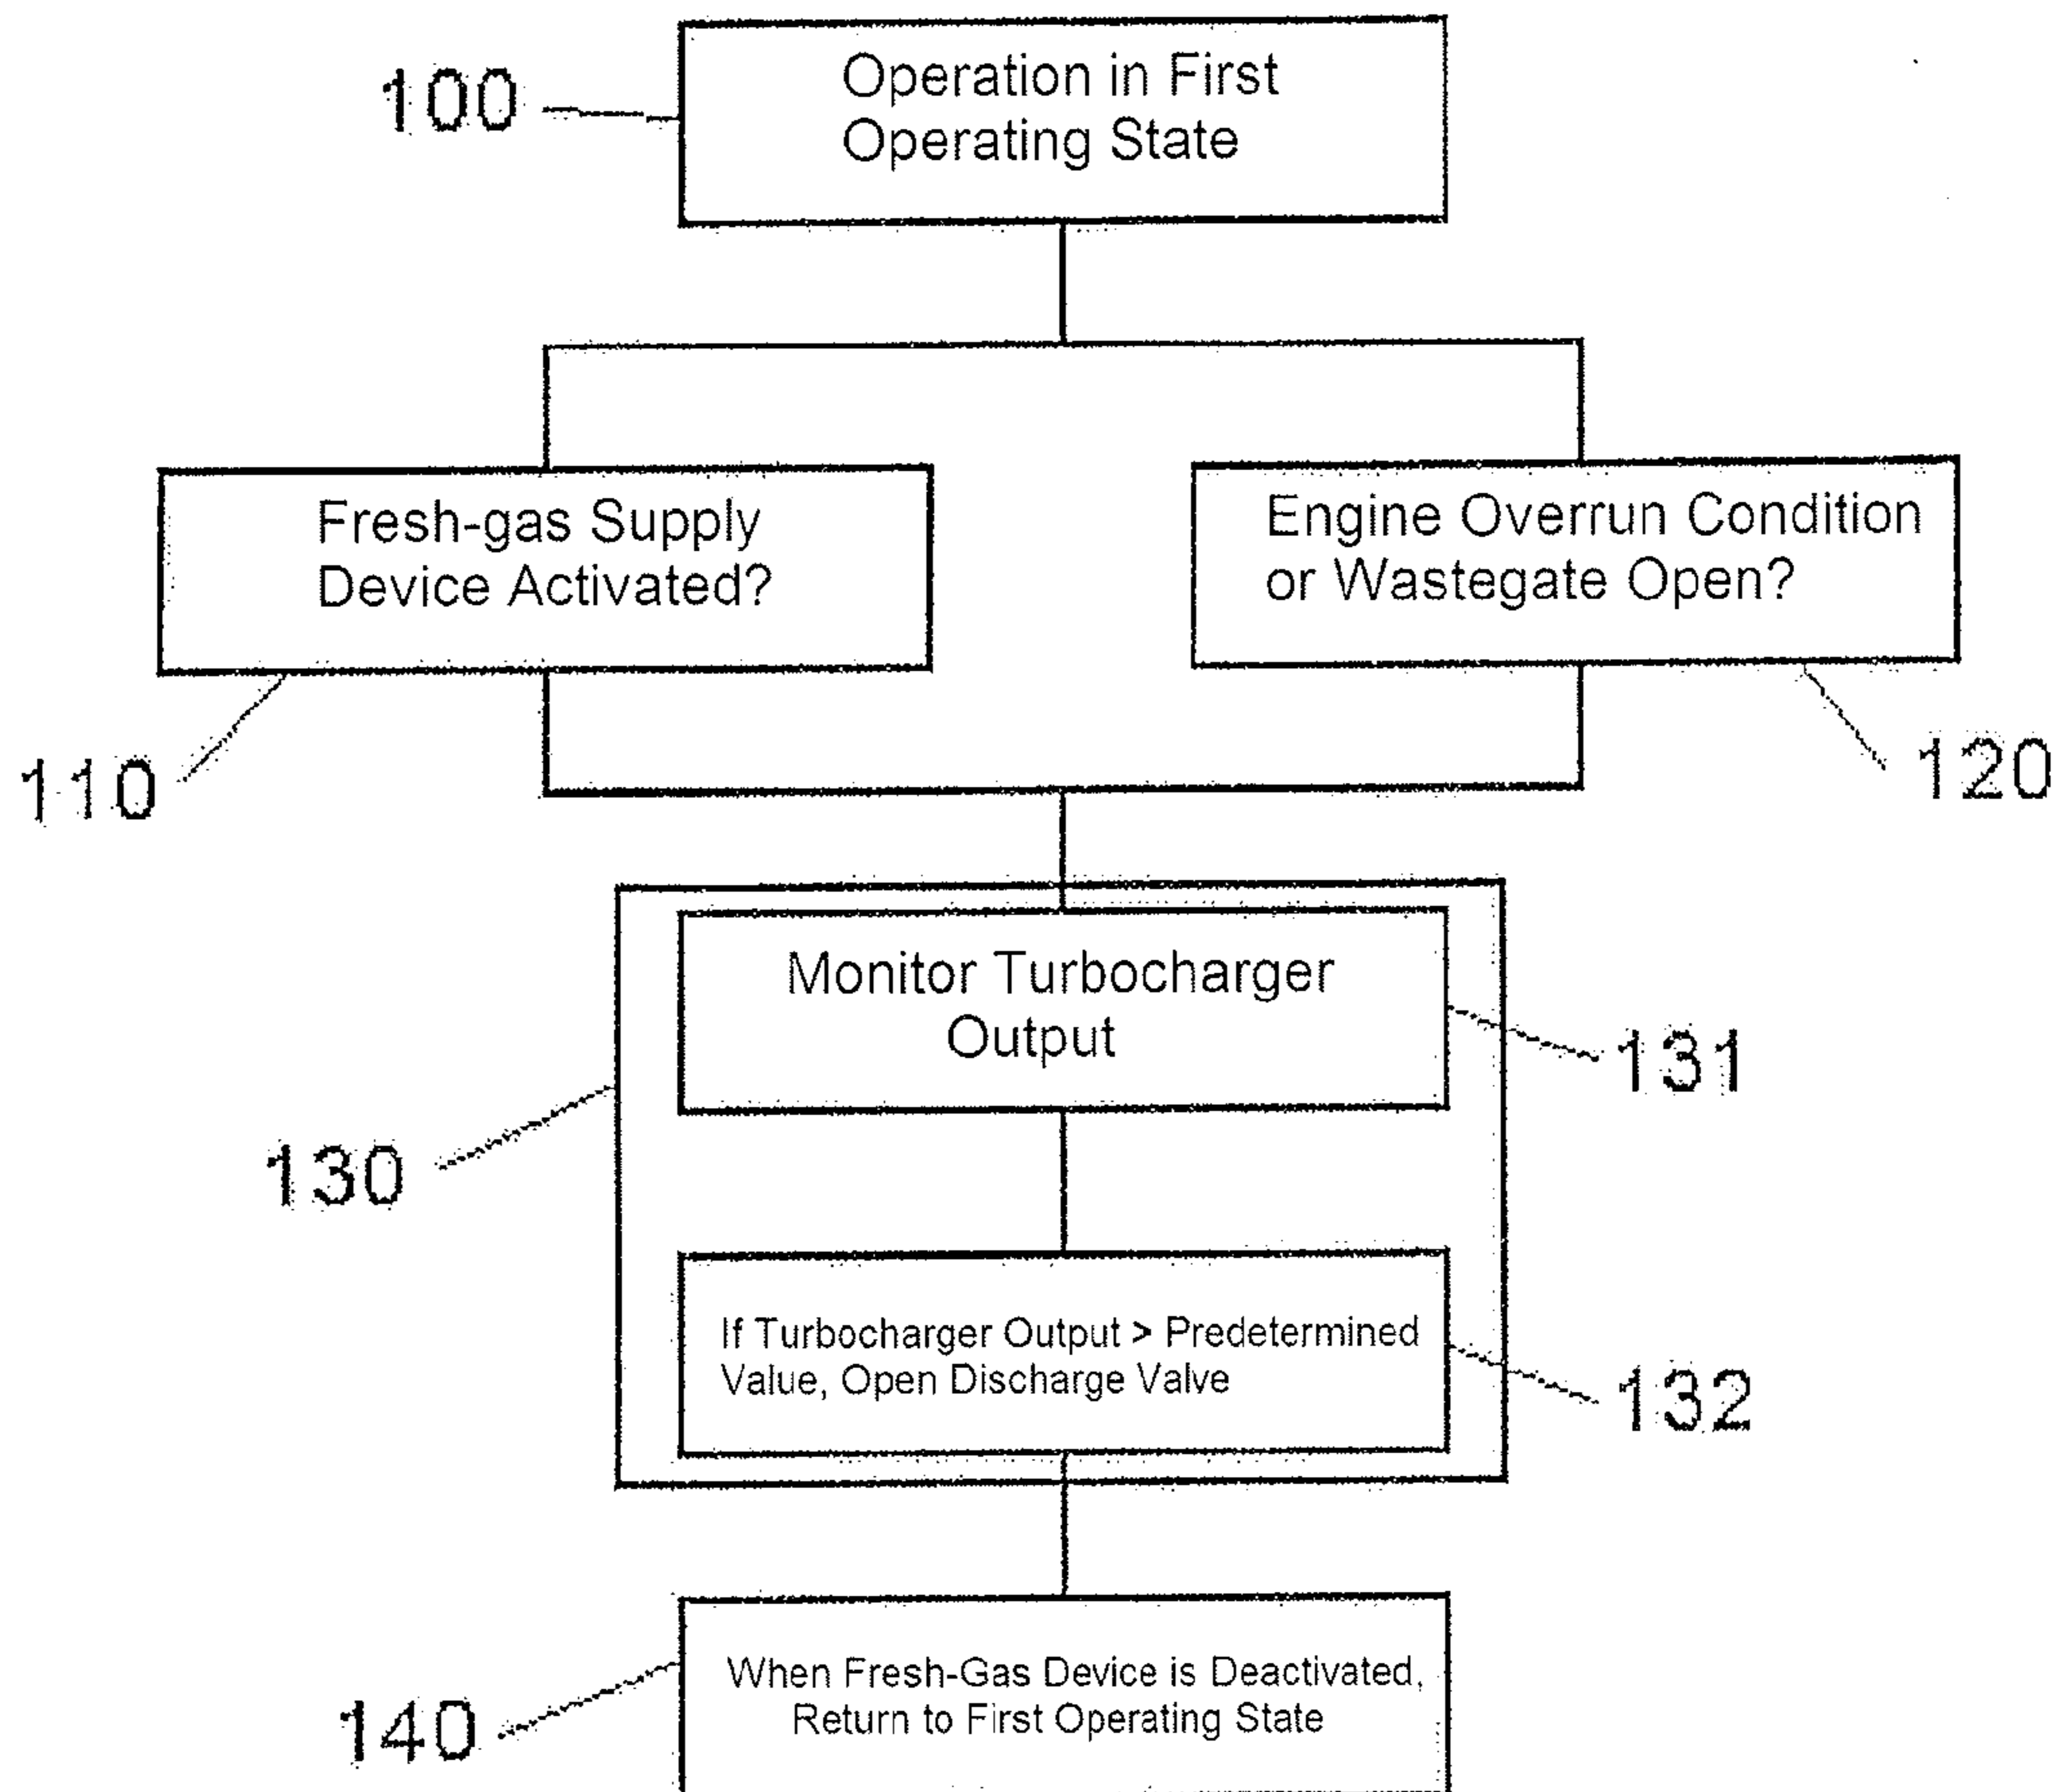 100
Operation in First
Operating State
Fresh-gas Supply
Device Activated?
Engine Overrun Condition
or Wastegate Open?
110
120
Monitor Turbocharger
Output
131
130
If Turbocharger Output > Predetermined
Value, Open Discharge Valve
132
When Fresh-Gas Device is Deactivated,
Return to First Operating State
140